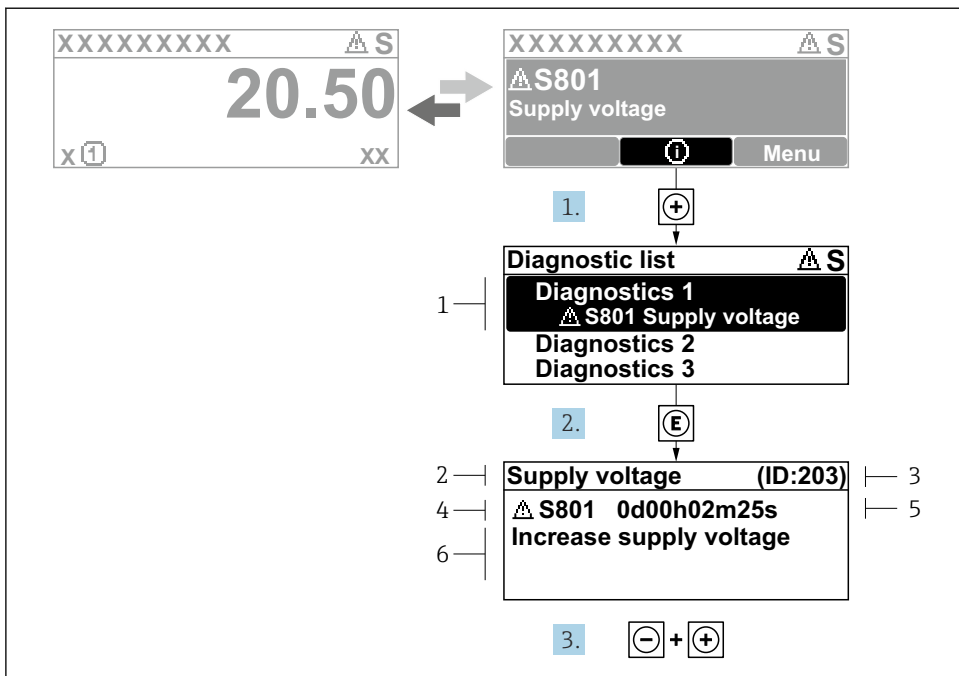 XXXXXXXXX ⚠ S
20.50
x 1 XX
XXXXXXXXX ⚠ S
⚠S801
Supply voltage
i Menu
1. +
Diagnostic list ⚠ S
1 Diagnostics 1
⚠ S801 Supply voltage
Diagnostics 2
Diagnostics 3
2. E
2 Supply voltage (ID:203) 3
4 ⚠ S801 0d00h02m25s 5
6 Increase supply voltage
3. - + +